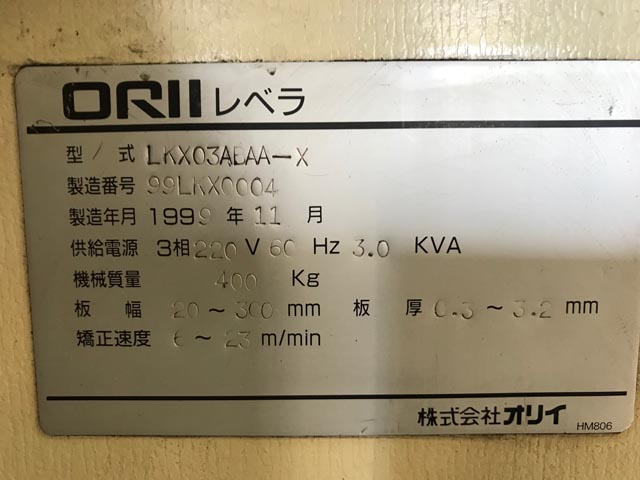 ORII レベラ
型／式 LKX03ABAA-X
製造番号 99LKX0004
製造年月 1999 年 11 月
供給電源 3相 220 V 60 Hz 3.0 KVA
機械質量 400 Kg
板幅 20～300 mm 板厚 0.3～3.2 mm
矯正速度 6～23 m/min
株式会社オリイ
HM806